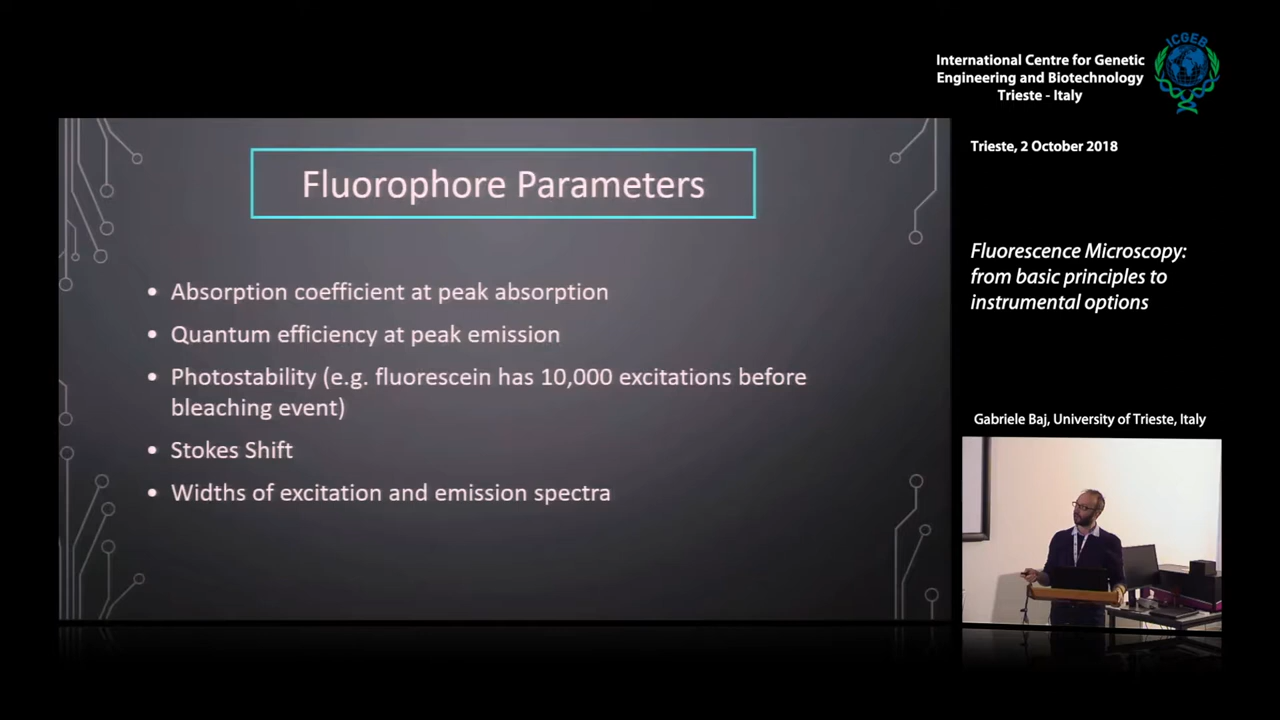 ICGEB
International Centre for Genetic
Engineering and Biotechnology
Trieste - Italy
Trieste, 2 October 2018
Fluorophore Parameters
• Absorption coefficient at peak absorption
• Quantum efficiency at peak emission
• Photostability (e.g. fluorescein has 10,000 excitations before
bleaching event)
• Stokes Shift
• Widths of excitation and emission spectra
Fluorescence Microscopy:
from basic principles to
instrumental options
Gabriele Baj, University of Trieste, Italy